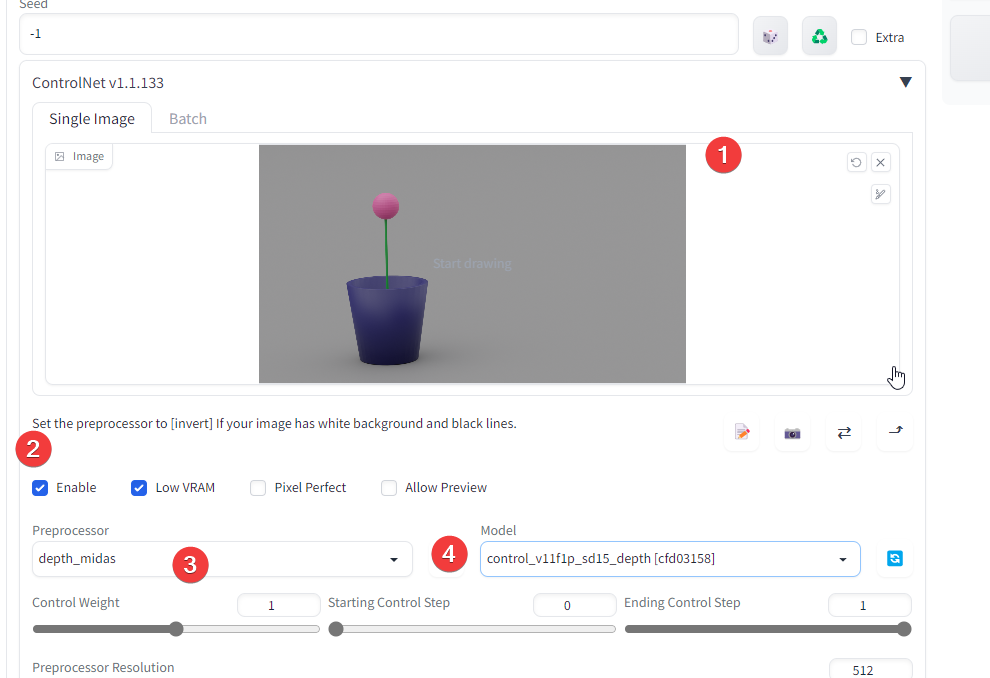 Seed
-1
Extra
ControlNet v1.1.133
Single Image
Batch
Image
1
Start drawing
Set the preprocessor to [invert] If your image has white background and black lines.
2
Enable
Low VRAM
Pixel Perfect
Allow Preview
Preprocessor
Model
depth_midas
3
4
control_v11f1p_sd15_depth [cfd03158]
Control Weight
1
Starting Control Step
0
Ending Control Step
1
Preprocessor Resolution
512